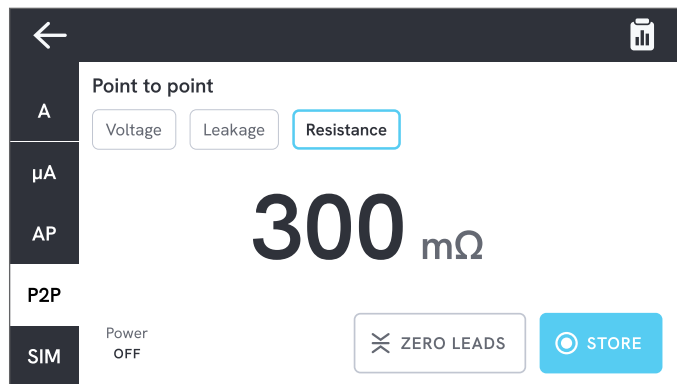 Point to point
A
Voltage
Leakage
Resistance
µA
300 mΩ
AP
P2P
Power
OFF
ZERO LEADS
STORE
SIM